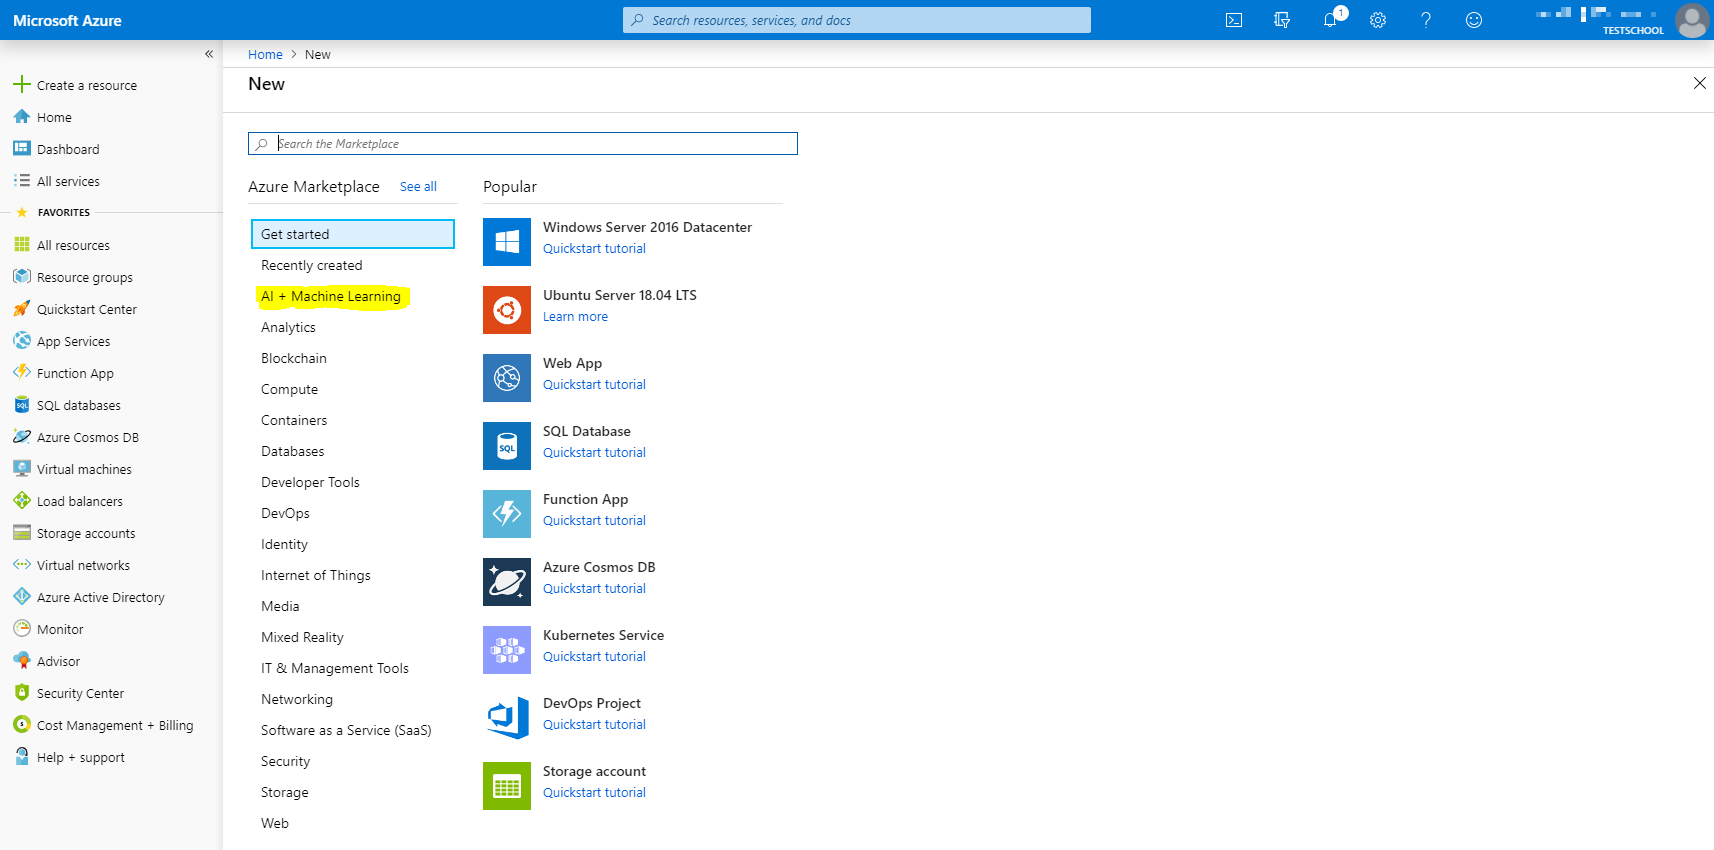 Microsoft Azure
Search resources, services, and docs
1
TESTSCHOOL
«
Create a resource
Home
Dashboard
All services
FAVORITES
All resources
Resource groups
Quickstart Center
App Services
Function App
SQL databases
Azure Cosmos DB
Virtual machines
Load balancers
Storage accounts
Virtual networks
Azure Active Directory
Monitor
Advisor
Security Center
Cost Management + Billing
Help + support
Home > New
New
Search the Marketplace
Azure Marketplace See all
Get started
Recently created
AI + Machine Learning
Analytics
Blockchain
Compute
Containers
Databases
Developer Tools
DevOps
Identity
Internet of Things
Media
Mixed Reality
IT & Management Tools
Networking
Software as a Service (SaaS)
Security
Storage
Web
Popular
Windows Server 2016 Datacenter
Quickstart tutorial
Ubuntu Server 18.04 LTS
Learn more
Web App
Quickstart tutorial
SQL
SQL Database
Quickstart tutorial
Function App
Quickstart tutorial
Azure Cosmos DB
Quickstart tutorial
Kubernetes Service
Quickstart tutorial
DevOps Project
Quickstart tutorial
Storage account
Quickstart tutorial